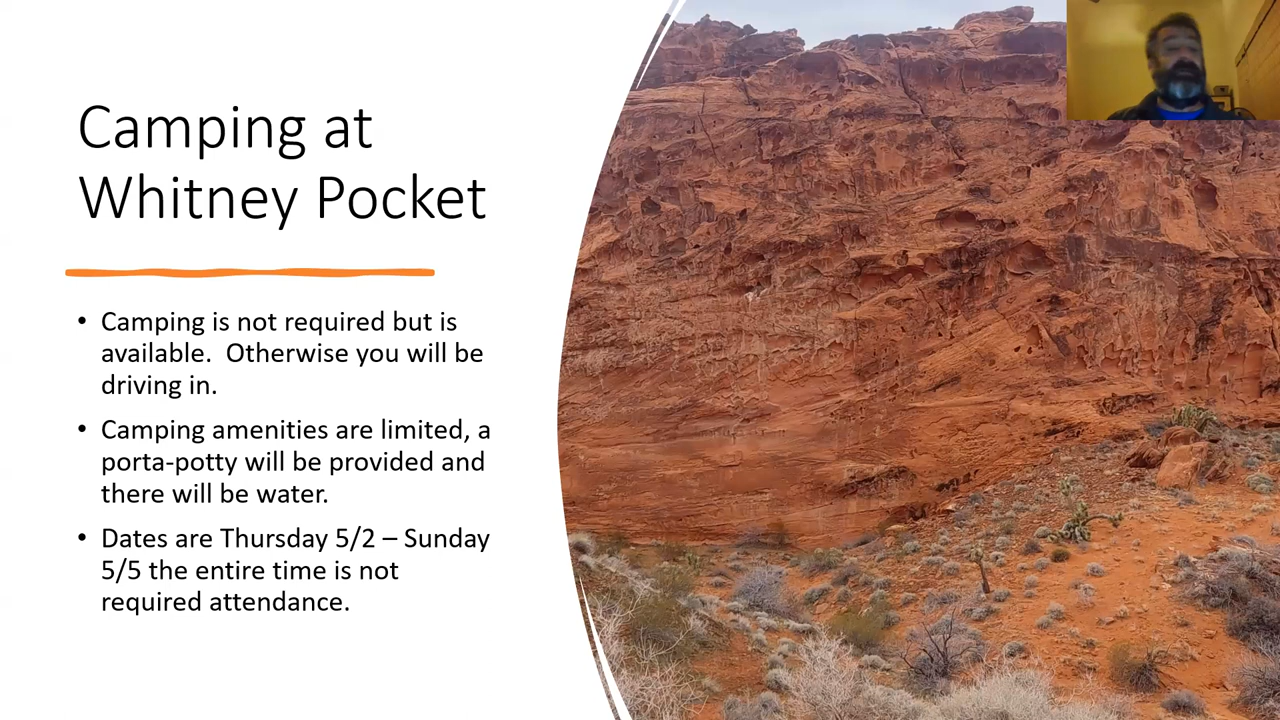 Camping at
Whitney Pocket
• Camping is not required but is
available.  Otherwise you will be
driving in.
• Camping amenities are limited, a
porta-potty will be provided and
there will be water.
• Dates are Thursday 5/2 – Sunday
5/5 the entire time is not
required attendance.